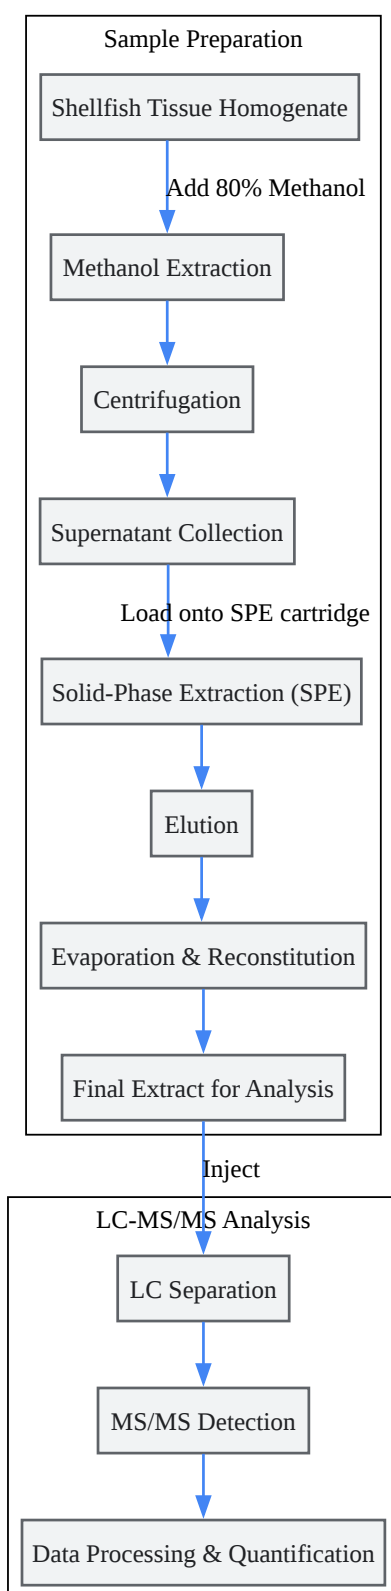 Sample Preparation
Shellfish Tissue Homogenate
Add 80% Methanol
Methanol Extraction
Centrifugation
Supernatant Collection
Load onto SPE cartridge
Solid-Phase Extraction (SPE)
Elution
Evaporation & Reconstitution
Final Extract for Analysis
Inject
LC-MS/MS Analysis
LC Separation
MS/MS Detection
Data Processing & Quantification